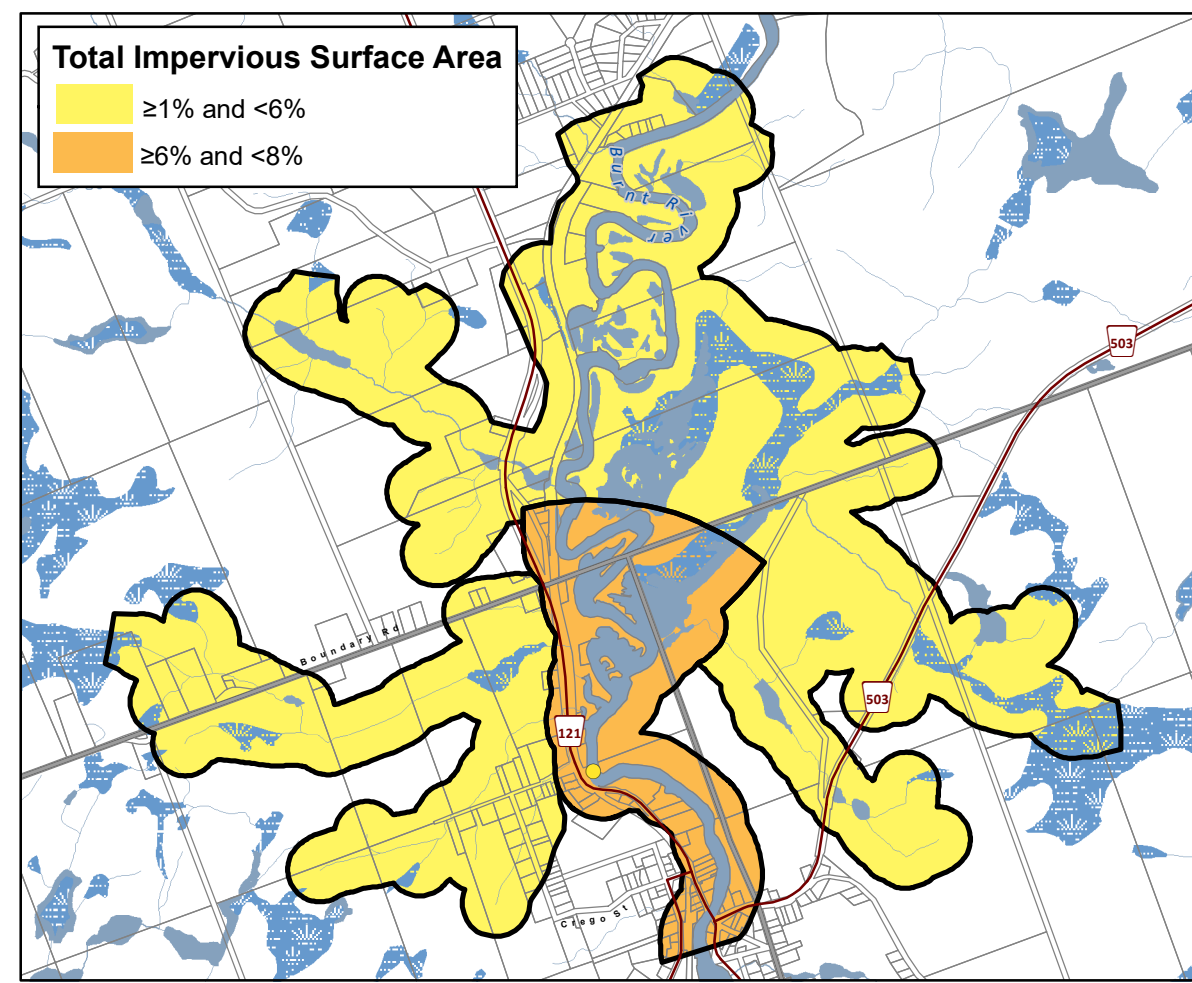 Total Impervious Surface Area
≥1% and <6%
≥6% and <8%
Burnt River
503
Boundary Rd
503
121
Crego St